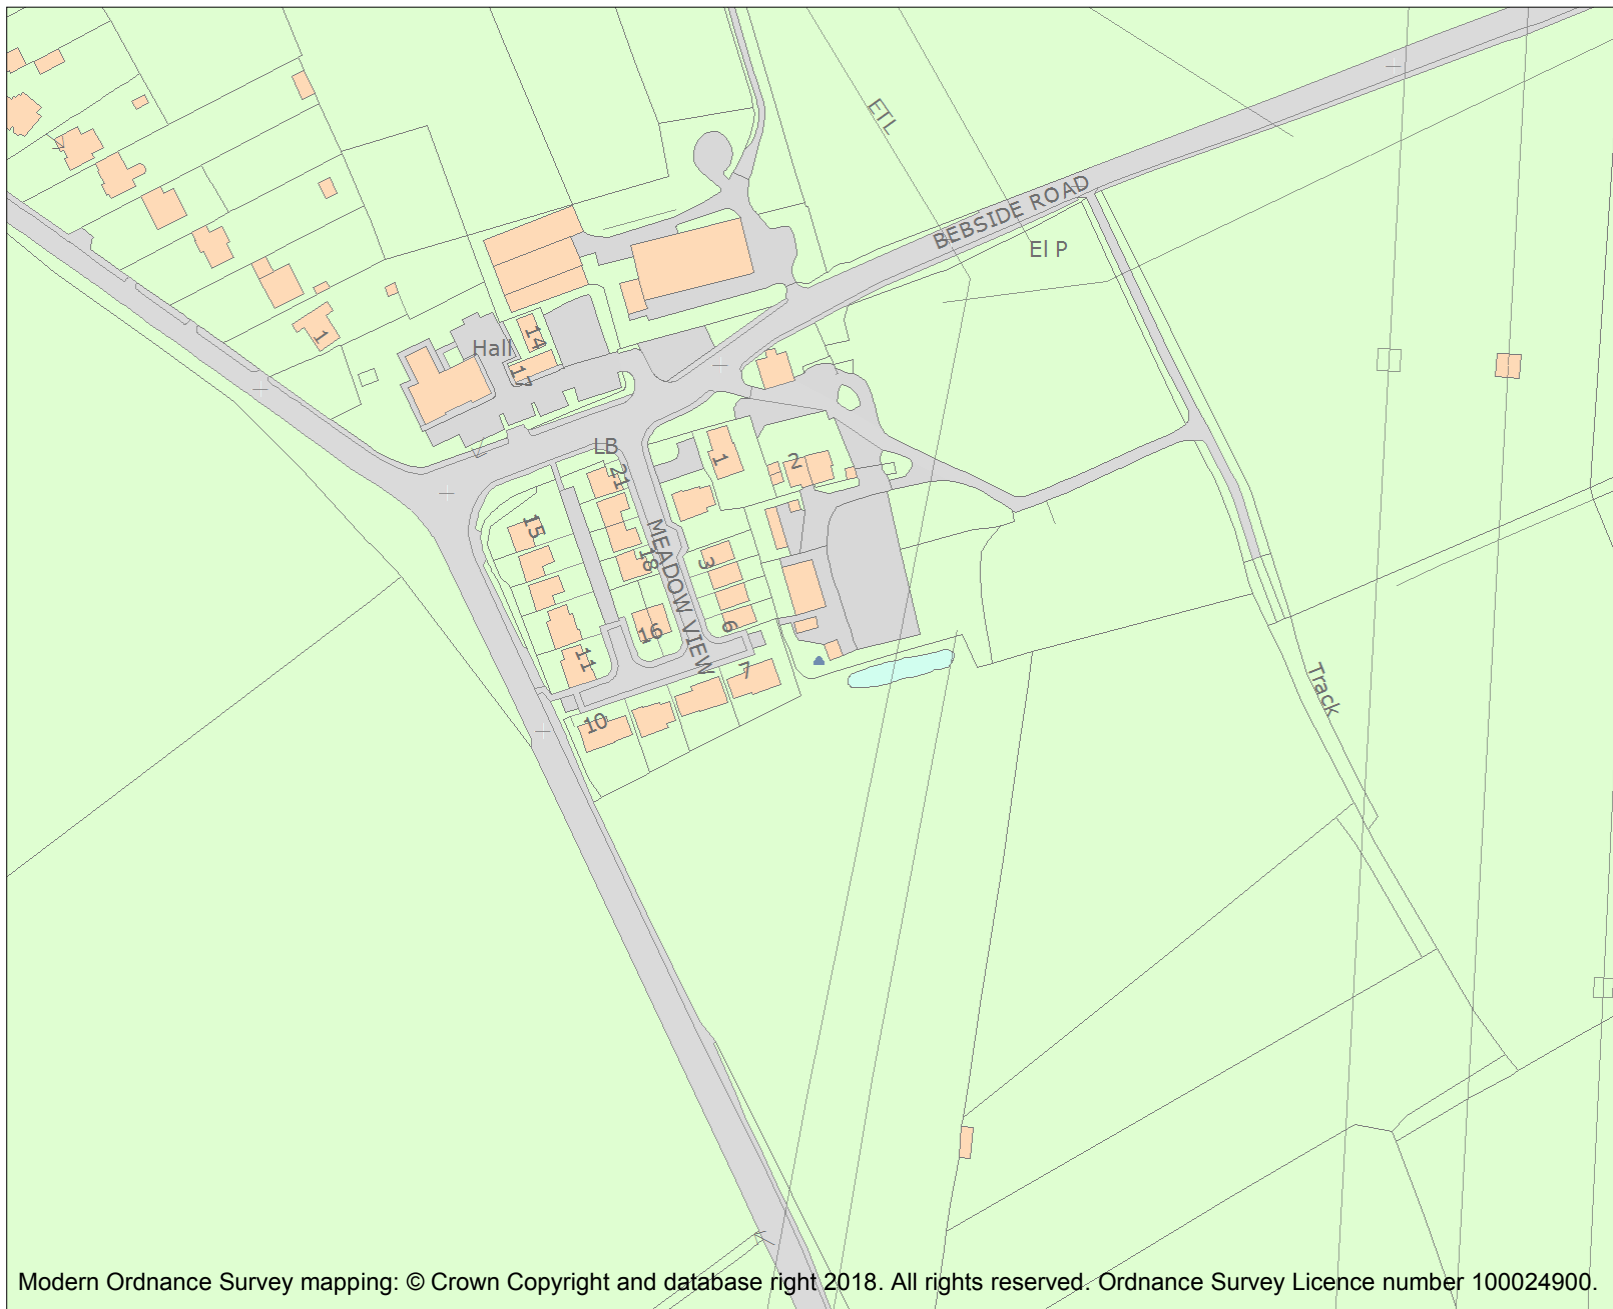 ETL
BEBSIDE ROAD
El P
1
14
Hall
17
LB
21
1
2
15
MEADOW VIEW
18
3
16
6
11
7
10
Track
Modern Ordnance Survey mapping: © Crown Copyright and database right 2018. All rights reserved. Ordnance Survey Licence number 100024900.